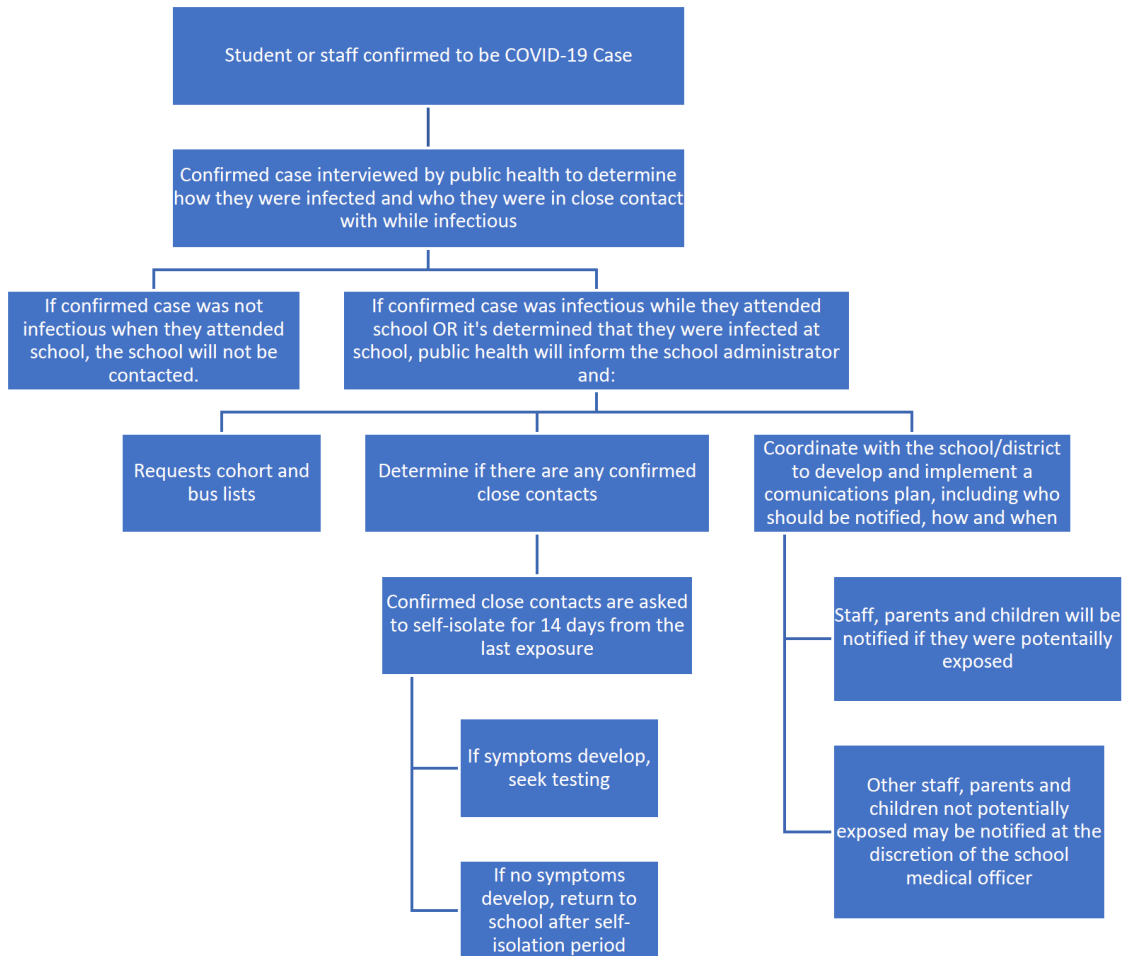 Student or staff confirmed to be COVID-19 Case
Confirmed case interviewed by public health to determine
how they were infected and who they were in close contact
with while infectious
If confirmed case was not
infectious when they attended
school, the school will not be
contacted.
If confirmed case was infectious while they attended
school OR it's determined that they were infected at
school, public health will inform the school administrator
and:
Requests cohort and
bus lists
Determine if there are any confirmed
close contacts
Coordinate with the school/district
to develop and implement a
comunications plan, including who
should be notified, how and when
Confirmed close contacts are asked
to self-isolate for 14 days from the
last exposure
Staff, parents and children will be
notified if they were potentailly
exposed
If symptoms develop,
seek testing
Other staff, parents and
children not potentially
exposed may be notified at the
discretion of the school
medical officer
If no symptoms
develop, return to
school after self-
isolation period